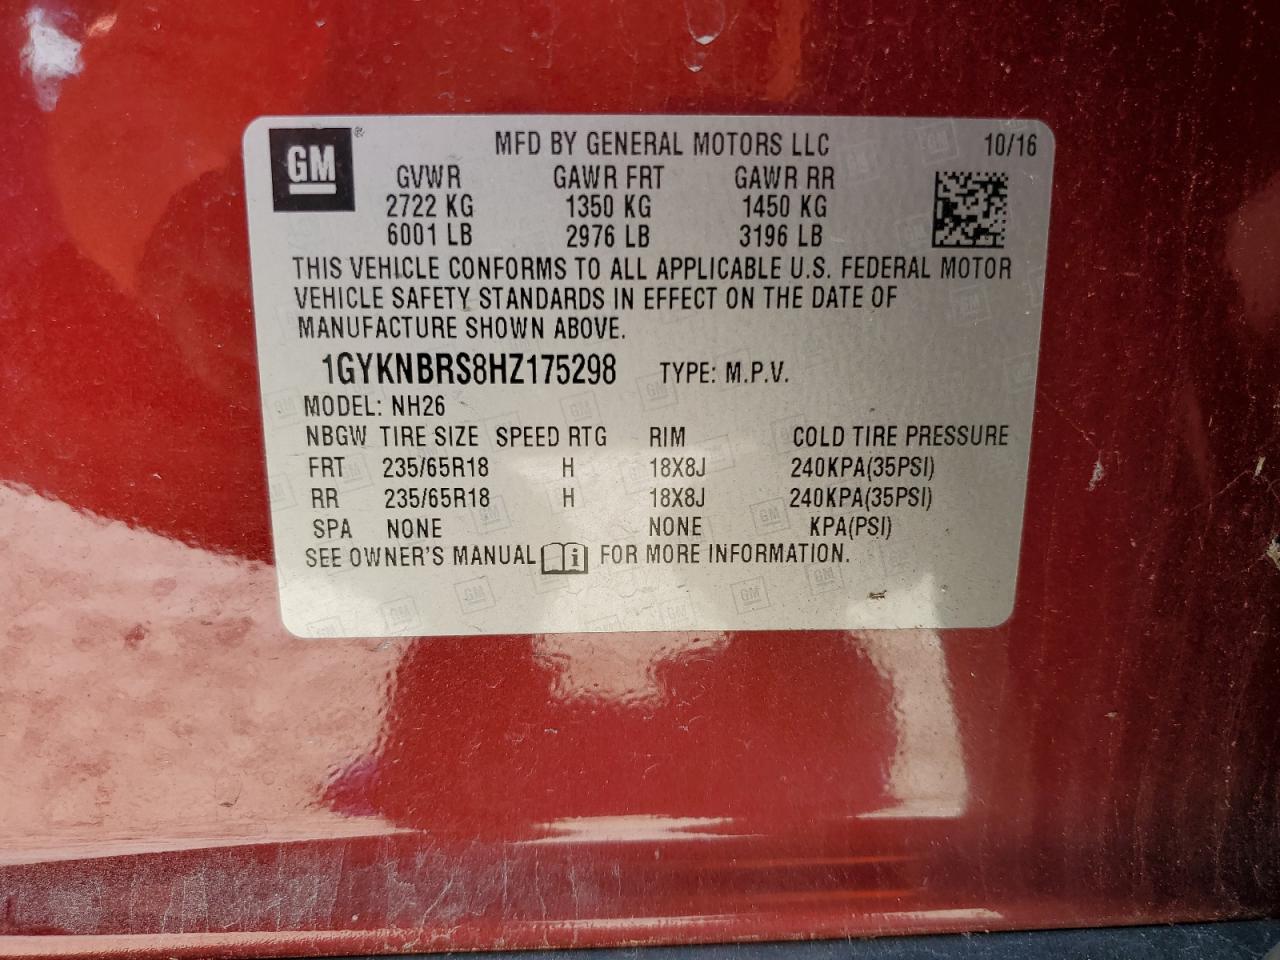 GM ® MFD BY GENERAL MOTORS LLC 10/16
GVWR GAWR FRT GAWR RR
2722 KG 1350 KG 1450 KG
6001 LB 2976 LB 3196 LB
THIS VEHICLE CONFORMS TO ALL APPLICABLE U.S. FEDERAL MOTOR
VEHICLE SAFETY STANDARDS IN EFFECT ON THE DATE OF
MANUFACTURE SHOWN ABOVE.
1GYKNBRS8HZ175298 TYPE: M.P.V.
MODEL: NH26
NBGW TIRE SIZE SPEED RTG RIM COLD TIRE PRESSURE
FRT 235/65R18 H 18X8J 240KPA(35PSI)
RR 235/65R18 H 18X8J 240KPA(35PSI)
SPA NONE NONE KPA(PSI)
SEE OWNER'S MANUAL i FOR MORE INFORMATION.